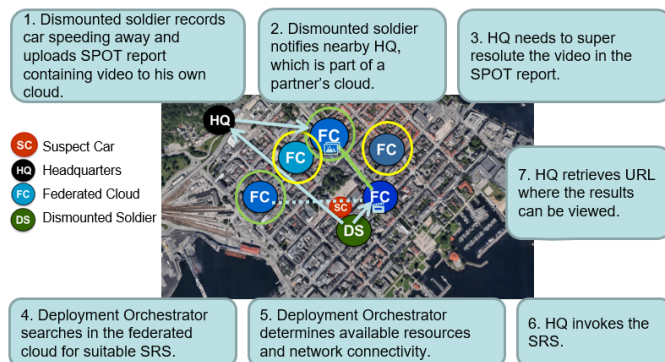 1. Dismounted soldier records
car speeding away and
uploads SPOT report
containing video to his own
cloud.
2. Dismounted soldier
notifies nearby HQ,
which is part of a
partner's cloud.
3. HQ needs to super
resolute the video in the
SPOT report.
HQ
FC
FC
FC
SC Suspect Car
HQ Headquarters
FC Federated Cloud
DS Dismounted Soldier
FC
SC
FC
DS
7. HQ retrieves URL
where the results
can be viewed.
4. Deployment Orchestrator
searches in the federated
cloud for suitable SRS.
5. Deployment Orchestrator
determines available resources
and network connectivity.
6. HQ invokes the
SRS.